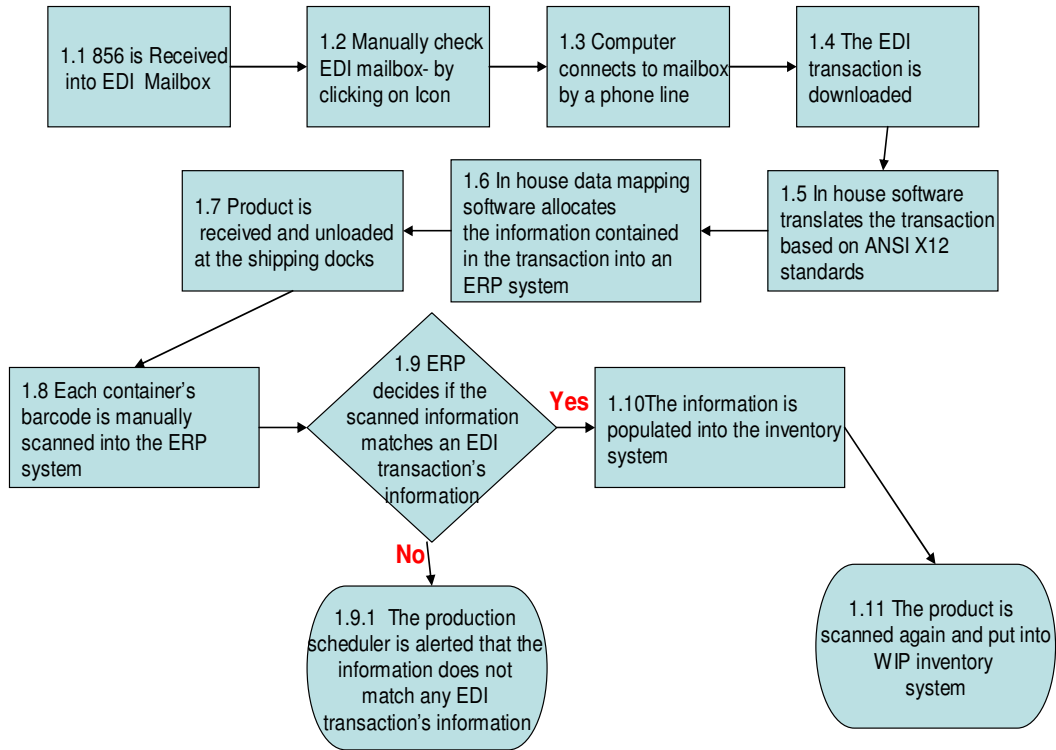 1.1 856 is Received
into EDI Mailbox
1.2 Manually check
EDI mailbox- by
clicking on Icon
1.3 Computer
connects to mailbox
by a phone line
1.4 The EDI
transaction is
downloaded
1.5 In house software
translates the transaction
based on ANSI X12
standards
1.6 In house data mapping
software allocates
the information contained
in the transaction into an
ERP system
1.7 Product is
received and unloaded
at the shipping docks
1.8 Each container's
barcode is manually
scanned into the ERP
system
1.9 ERP
decides if the
scanned information
matches an EDI
transaction's
information
Yes
1.10The information is
populated into the inventory
system
No
1.9.1 The production
scheduler is alerted that the
information does not
match any EDI
transaction's information
1.11 The product is
scanned again and put into
WIP inventory
system